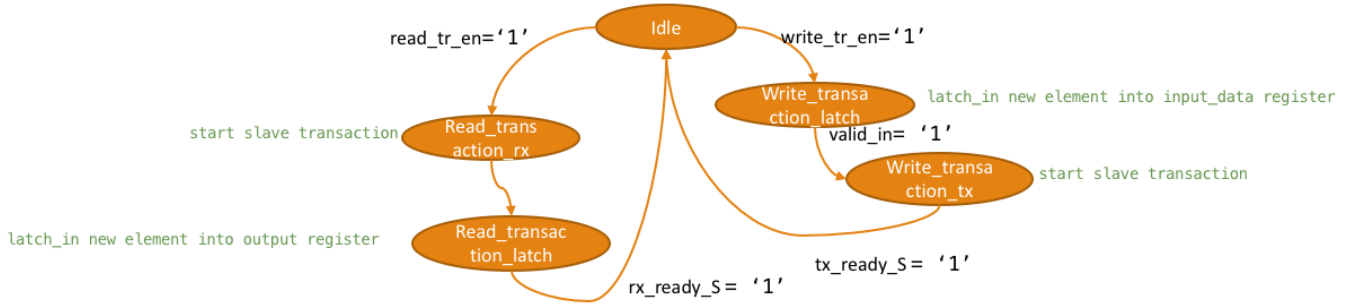 Idle
read_tr_en='1'
write_tr_en='1'
Write_transa
ction_latch
latch_in new element into input_data register
start slave transaction
Read_trans
action_rx
valid_in= '1'
Write_transa
ction_tx
start slave transaction
latch_in new element into output register
Read_transac
tion_latch
tx_ready_S = '1'
rx_ready_S = '1'